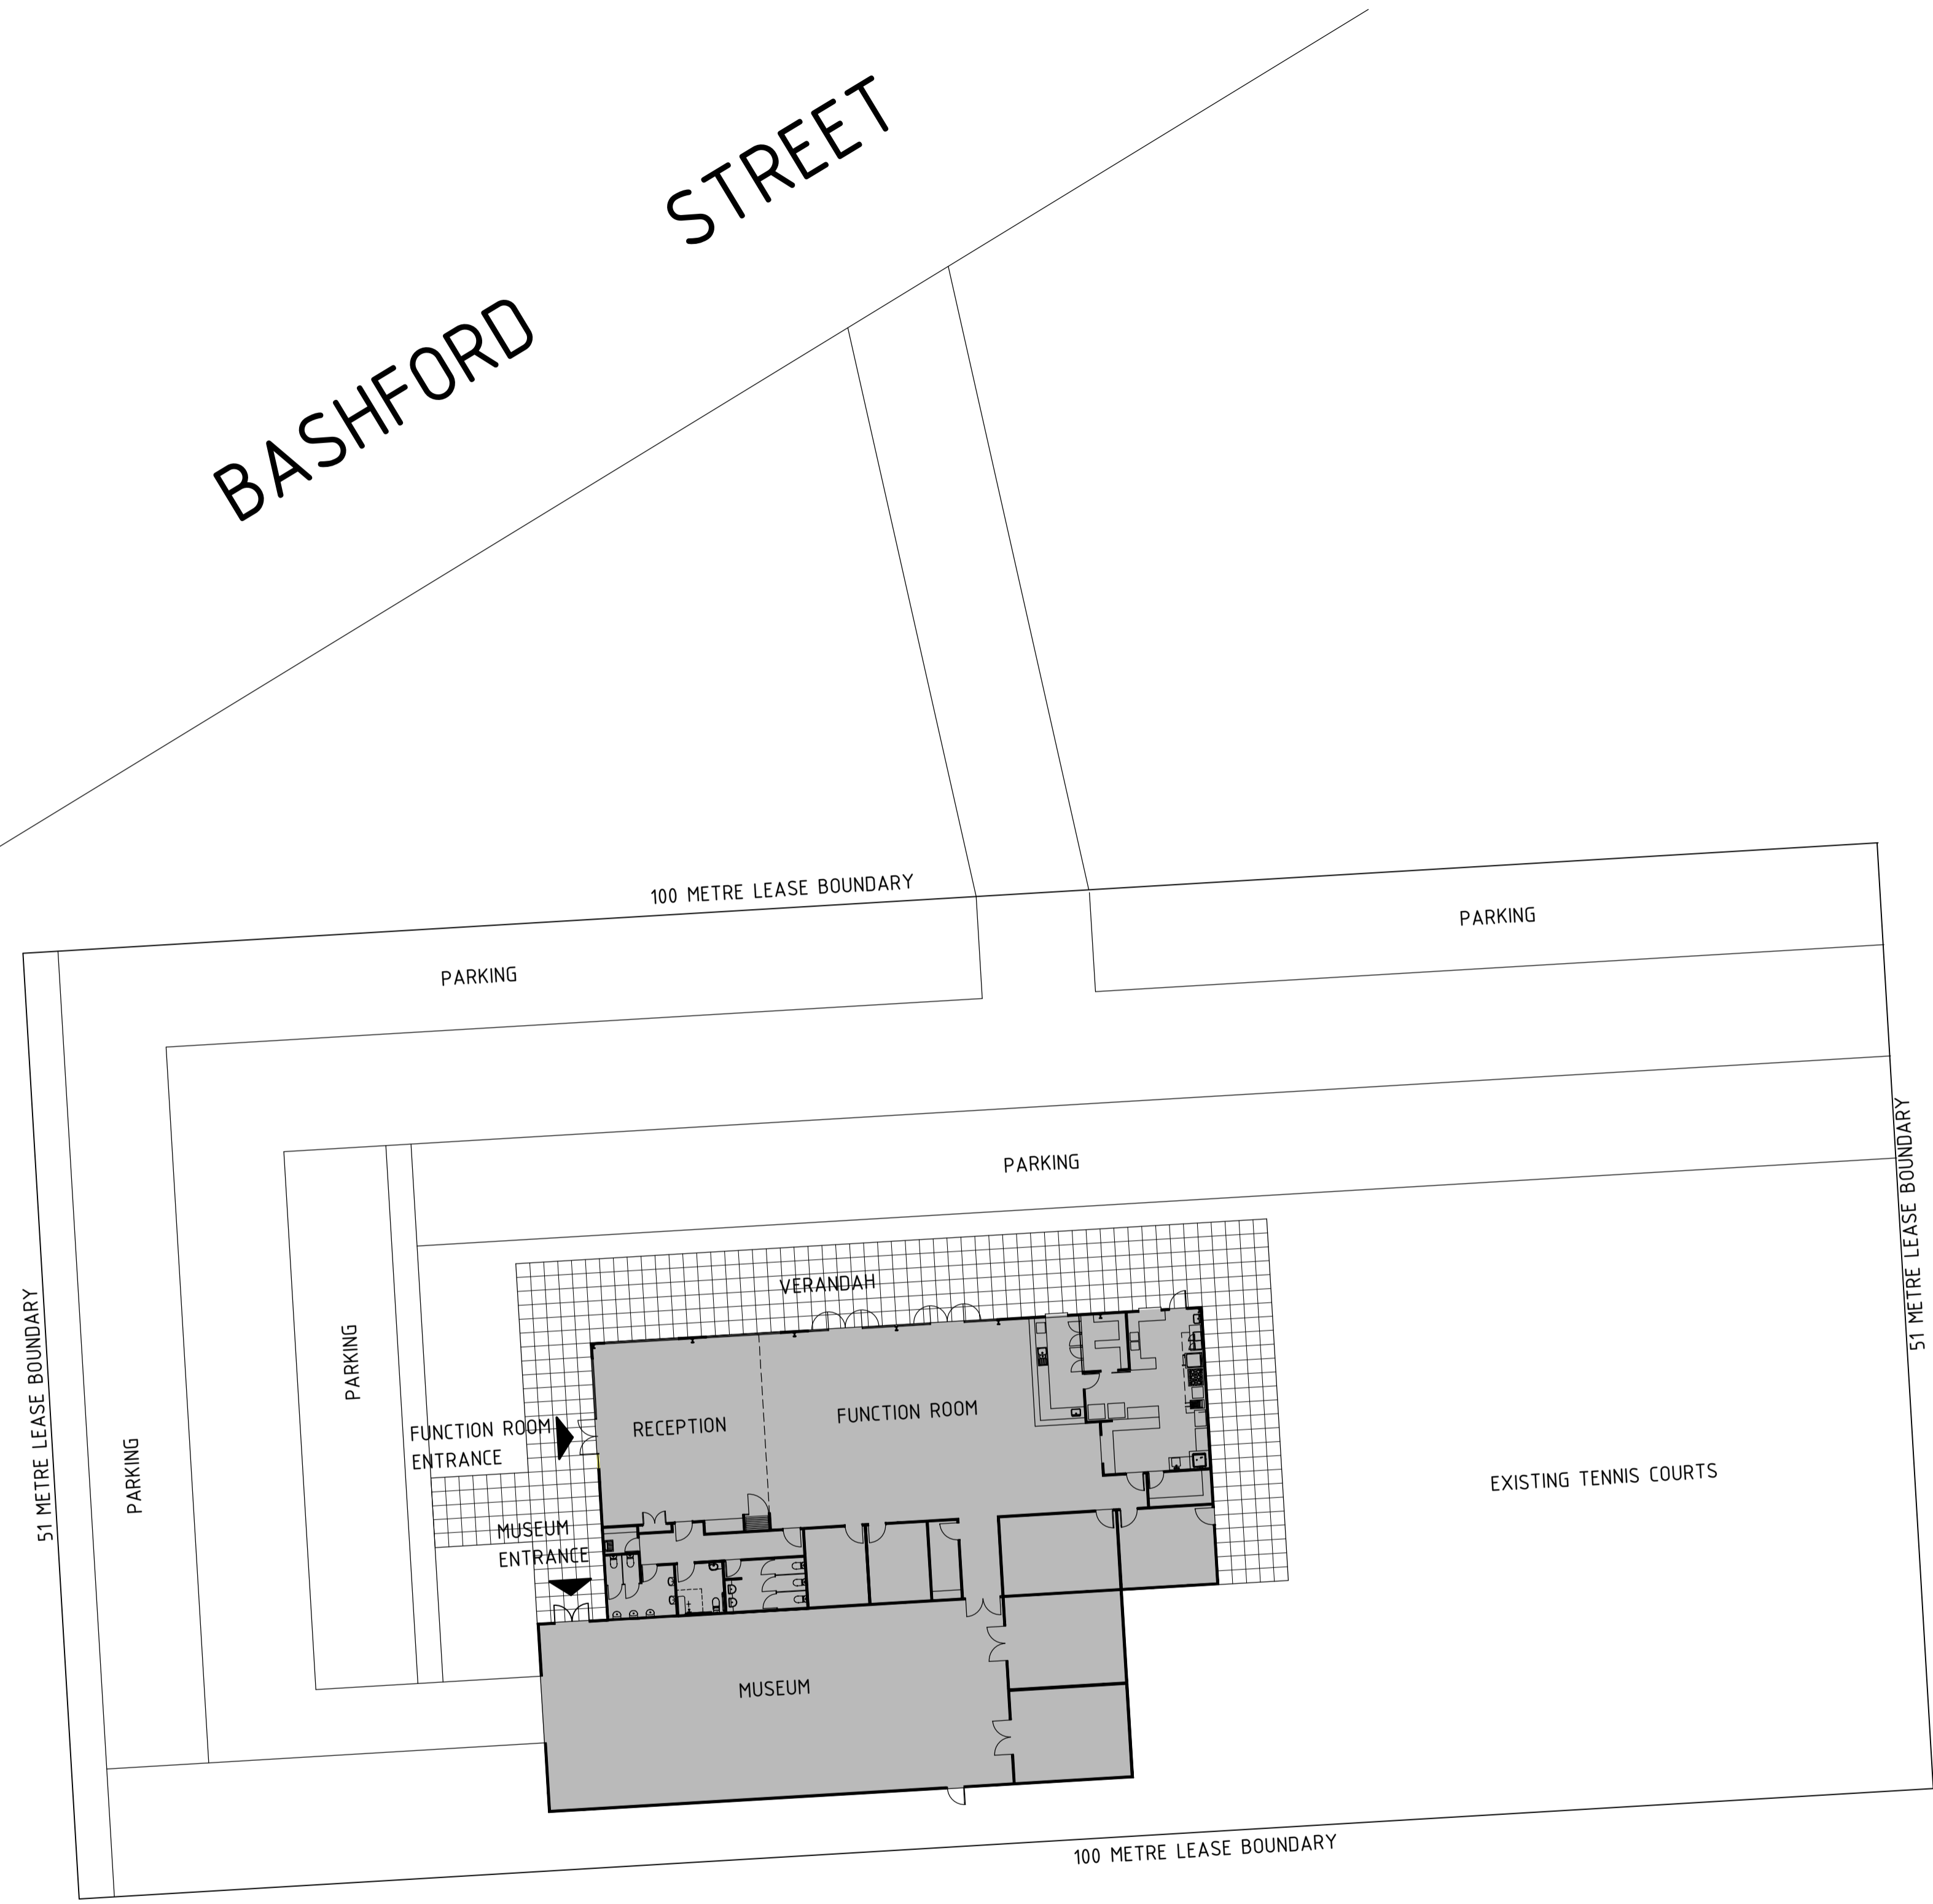 BASHFORD STREET
100 METRE LEASE BOUNDARY
PARKING
PARKING
PARKING
51 METRE LEASE BOUNDARY
51 METRE LEASE BOUNDARY
VERANDAH
PARKING
PARKING
FUNCTION ROOM
ENTRANCE
RECEPTION
FUNCTION ROOM
EXISTING TENNIS COURTS
MUSEUM
ENTRANCE
MUSEUM
100 METRE LEASE BOUNDARY